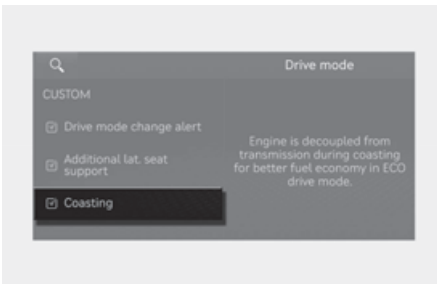 Drive mode
CUSTOM
Drive mode change alert
Additional lat. seat
support
Coasting
Engine is decoupled from
transmission during coasting
for better fuel economy in ECO
drive mode.